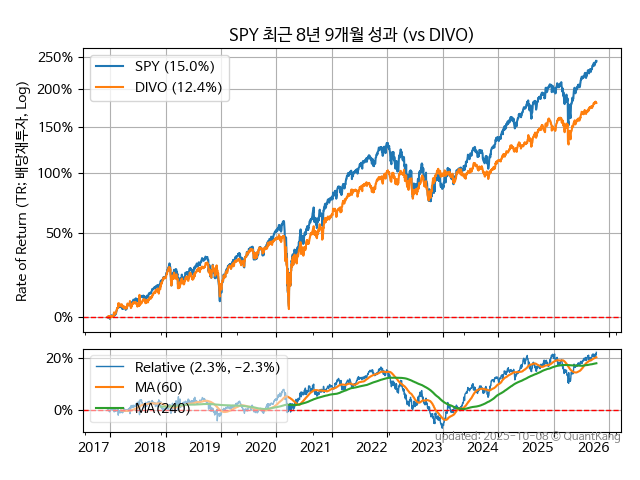 SPY 최근 8년 9개월 성과 (vs DIVO)
Rate of Return (TR: 배당재투자, Log)
250%
200%
150%
100%
50%
0%
SPY (15.0%)
DIVO (12.4%)
20%
0%
Relative (2.3%, -2.3%)
MA(60)
MA(240)
2017 2018 2019 2020 2021 2022 2023 2024 2025 2026
updated: 2025-10-08 © QuantKang